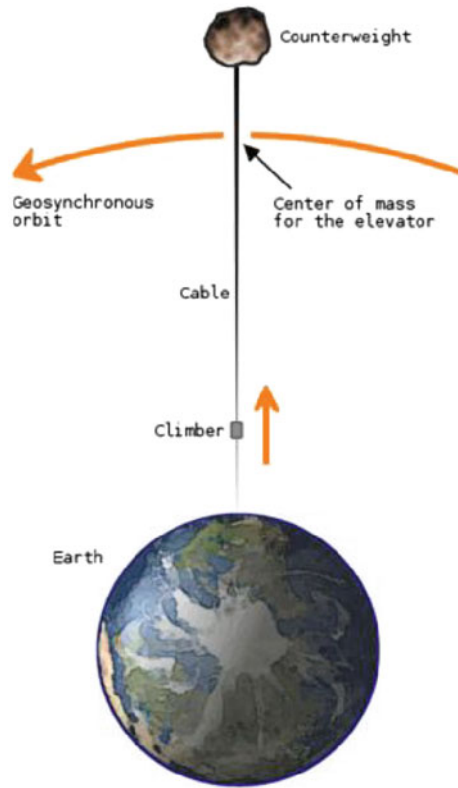 Counterweight
Geosynchronous
orbit
Center of mass
for the elevator
Cable
Climber
Earth